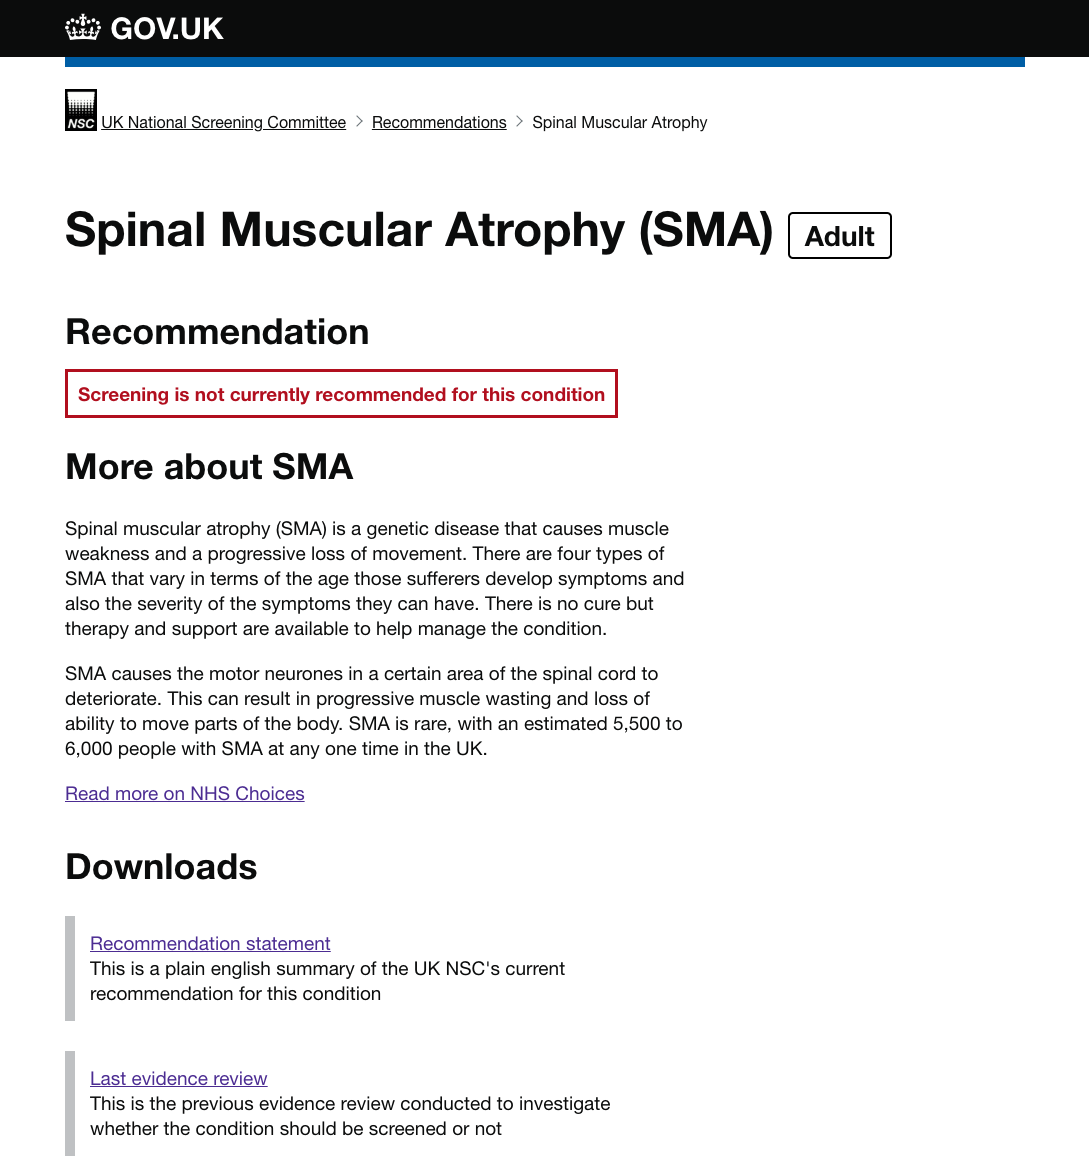 GOV.UK
NSC UK National Screening Committee > Recommendations > Spinal Muscular Atrophy
Spinal Muscular Atrophy (SMA) Adult
Recommendation
Screening is not currently recommended for this condition
More about SMA
Spinal muscular atrophy (SMA) is a genetic disease that causes muscle
weakness and a progressive loss of movement. There are four types of
SMA that vary in terms of the age those sufferers develop symptoms and
also the severity of the symptoms they can have. There is no cure but
therapy and support are available to help manage the condition.
SMA causes the motor neurones in a certain area of the spinal cord to
deteriorate. This can result in progressive muscle wasting and loss of
ability to move parts of the body. SMA is rare, with an estimated 5,500 to
6,000 people with SMA at any one time in the UK.
Read more on NHS Choices
Downloads
Recommendation statement
This is a plain english summary of the UK NSC's current
recommendation for this condition
Last evidence review
This is the previous evidence review conducted to investigate
whether the condition should be screened or not